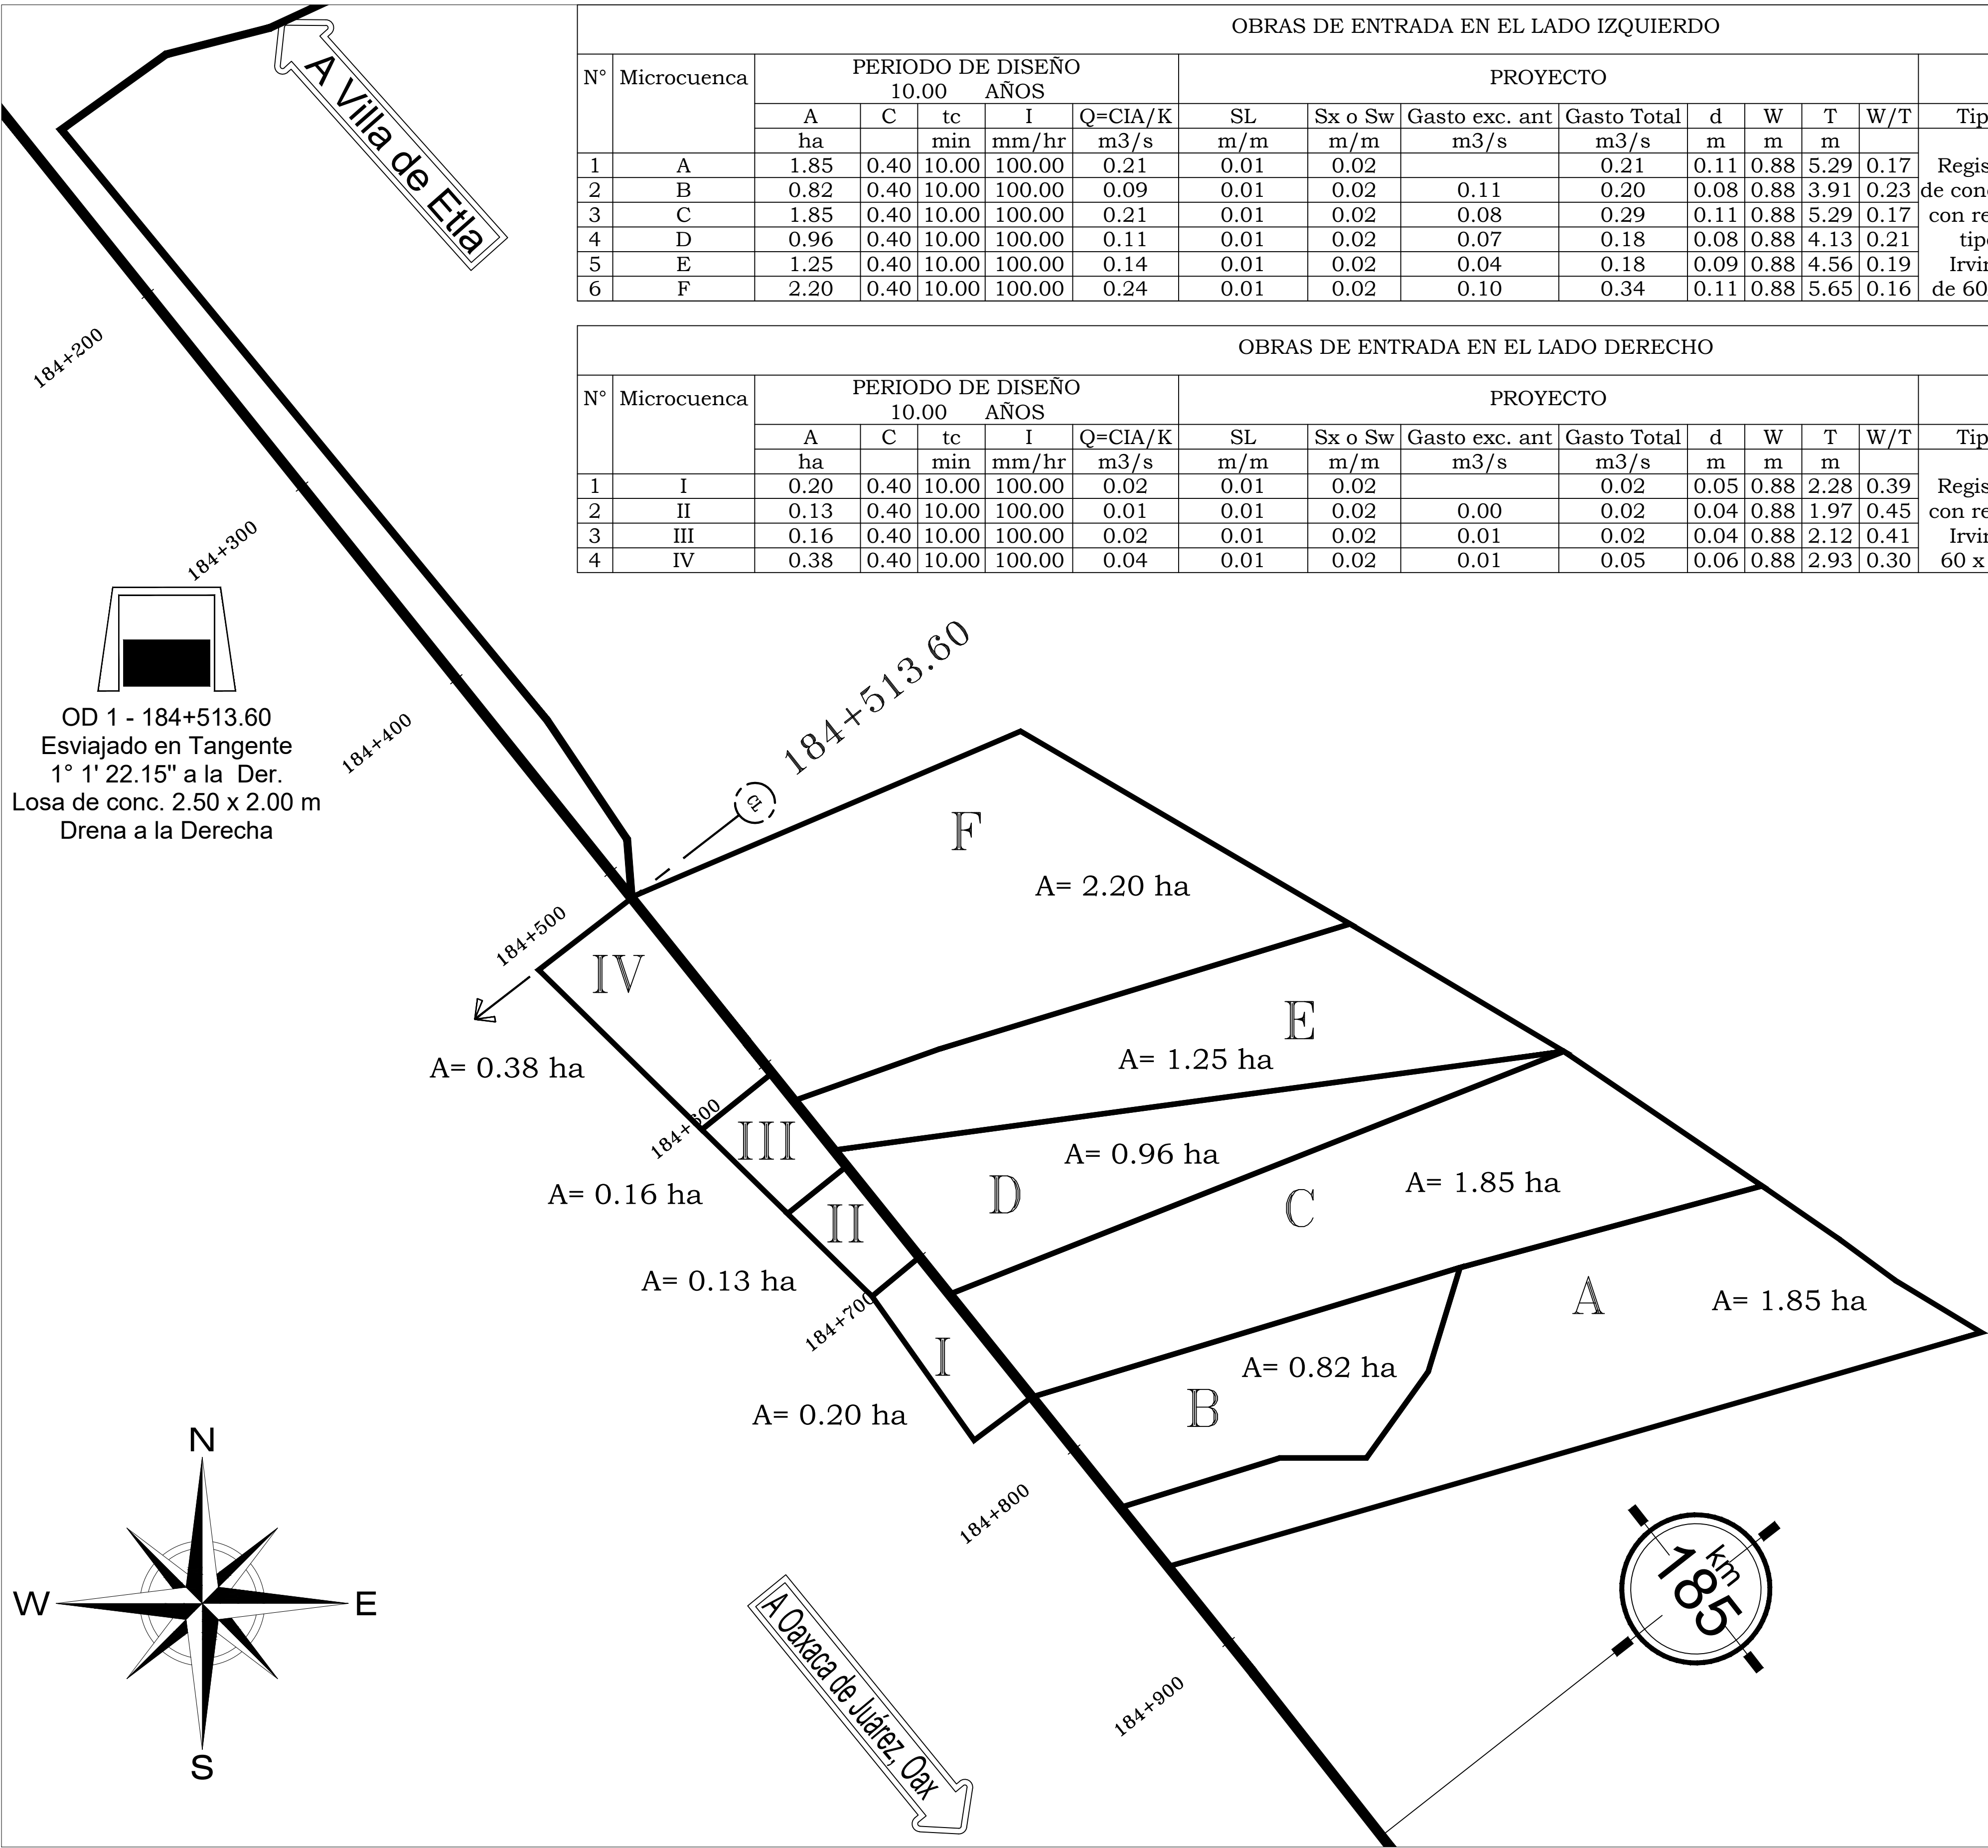 A Villa de Etla
OBRAS DE ENTRADA EN EL LADO IZQUIERDO
N° Microcuenca PERIODO DE DISEÑO PROYECTO
10.00 AÑOS
A C tc I Q=CIA/K SL Sx o Sw Gasto exc. ant Gasto Total d W T W/T
ha min mm/hr m3/s m/m m/m m3/s m3/s m m m
1 A 1.85 0.40 10.00 100.00 0.21 0.01 0.02 0.21 0.11 0.88 5.29 0.17
2 B 0.82 0.40 10.00 100.00 0.09 0.01 0.02 0.11 0.20 0.08 0.88 3.91 0.23 de
3 C 1.85 0.40 10.00 100.00 0.21 0.01 0.02 0.08 0.29 0.11 0.88 5.29 0.17 con
4 D 0.96 0.40 10.00 100.00 0.11 0.01 0.02 0.07 0.18 0.08 0.88 4.13 0.21
5 E 1.25 0.40 10.00 100.00 0.14 0.01 0.02 0.04 0.18 0.09 0.88 4.56 0.19
6 F 2.20 0.40 10.00 100.00 0.24 0.01 0.02 0.10 0.34 0.11 0.88 5.65 0.16 de 60
OBRAS DE ENTRADA EN EL LADO DERECHO
N° Microcuenca PERIODO DE DISEÑO PROYECTO
10.00 AÑOS
A C tc I Q=CIA/K SL Sx o Sw Gasto exc. ant Gasto Total d W T W/T
ha min mm/hr m3/s m/m m/m m3/s m3/s m m m
1 I 0.20 0.40 10.00 100.00 0.02 0.01 0.02 0.02 0.05 0.88 2.28 0.39
2 II 0.13 0.40 10.00 100.00 0.01 0.01 0.02 0.00 0.02 0.04 0.88 1.97 0.45 con
3 III 0.16 0.40 10.00 100.00 0.02 0.01 0.02 0.01 0.02 0.04 0.88 2.12 0.41
4 IV 0.38 0.40 10.00 100.00 0.04 0.01 0.02 0.01 0.05 0.06 0.88 2.93 0.30 60 x
184+200
184+300
184+400
OD 1 - 184+513.60
Esviajado en Tangente
1° 1' 22.15" a la Der.
Losa de conc. 2.50 x 2.00 m
Drena a la Derecha
184+513.60
CL
F
A= 2.20 ha
184+500
IV
E
A= 1.25 ha
A= 0.38 ha
184+600
III
A= 0.96 ha
D
A= 1.85 ha
C
A= 0.16 ha
II
A= 0.13 ha
A
A= 1.85 ha
184+700
I
A= 0.82 ha
B
A= 0.20 ha
184+800
N
W
E
S
km
185
A Oaxaca de Juárez, Oax
184+900